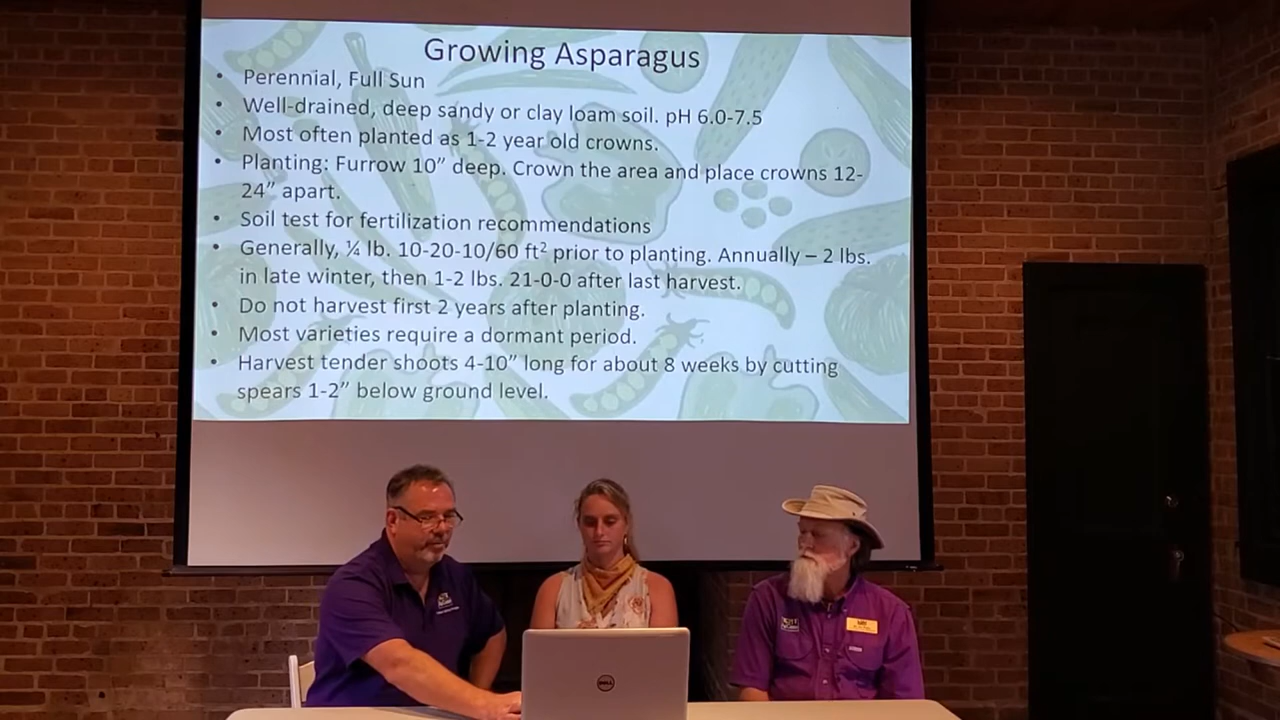 Growing Asparagus
• Perennial, Full Sun
• Well-drained, deep sandy or clay loam soil. pH 6.0-7.5
• Most often planted as 1-2 year old crowns.
• Planting: Furrow 10” deep. Crown the area and place crowns 12-
24” apart.
• Soil test for fertilization recommendations
• Generally, ¼ lb. 10-20-10/60 ft² prior to planting. Annually – 2 lbs.
in late winter, then 1-2 lbs. 21-0-0 after last harvest.
• Do not harvest first 2 years after planting.
• Most varieties require a dormant period.
• Harvest tender shoots 4-10” long for about 8 weeks by cutting
spears 1-2” below ground level.
DELL